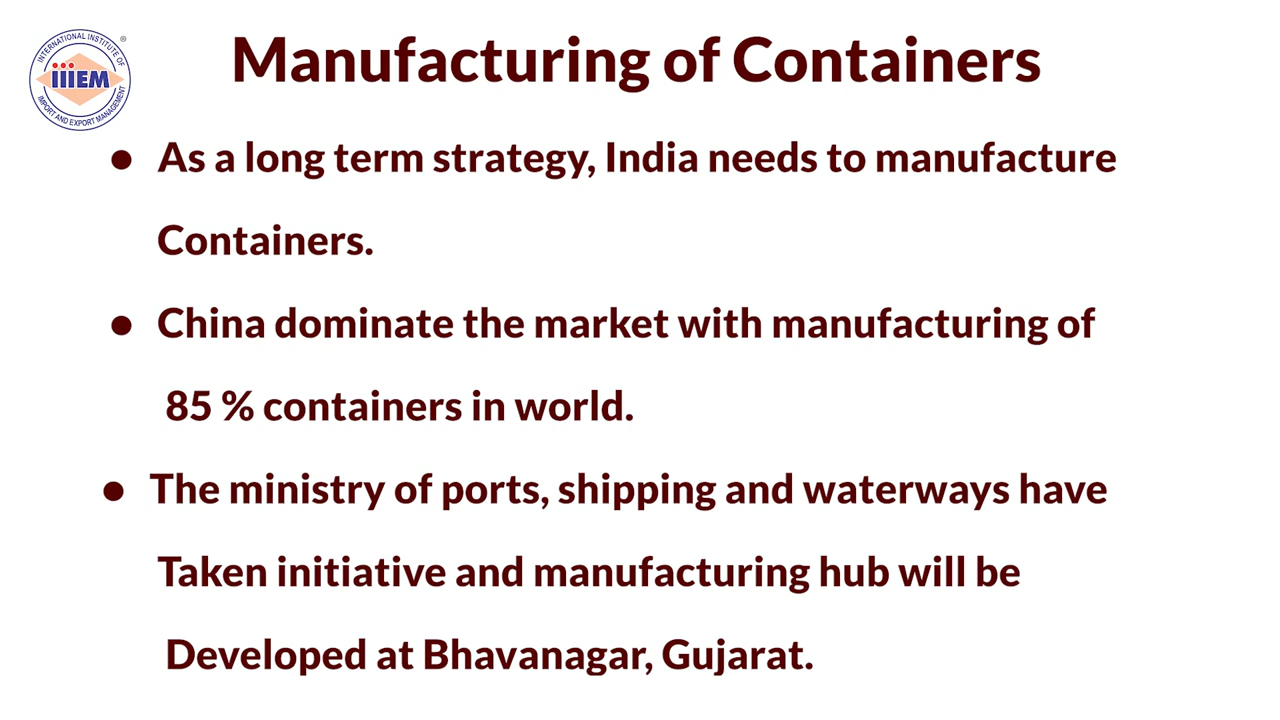 INTERNATIONAL INSTITUTE OF
iiiEM
IMPORT AND EXPORT MANAGEMENT
®
Manufacturing of Containers
● As a long term strategy, India needs to manufacture
Containers.
● China dominate the market with manufacturing of
85 % containers in world.
● The ministry of ports, shipping and waterways have
Taken initiative and manufacturing hub will be
Developed at Bhavanagar, Gujarat.